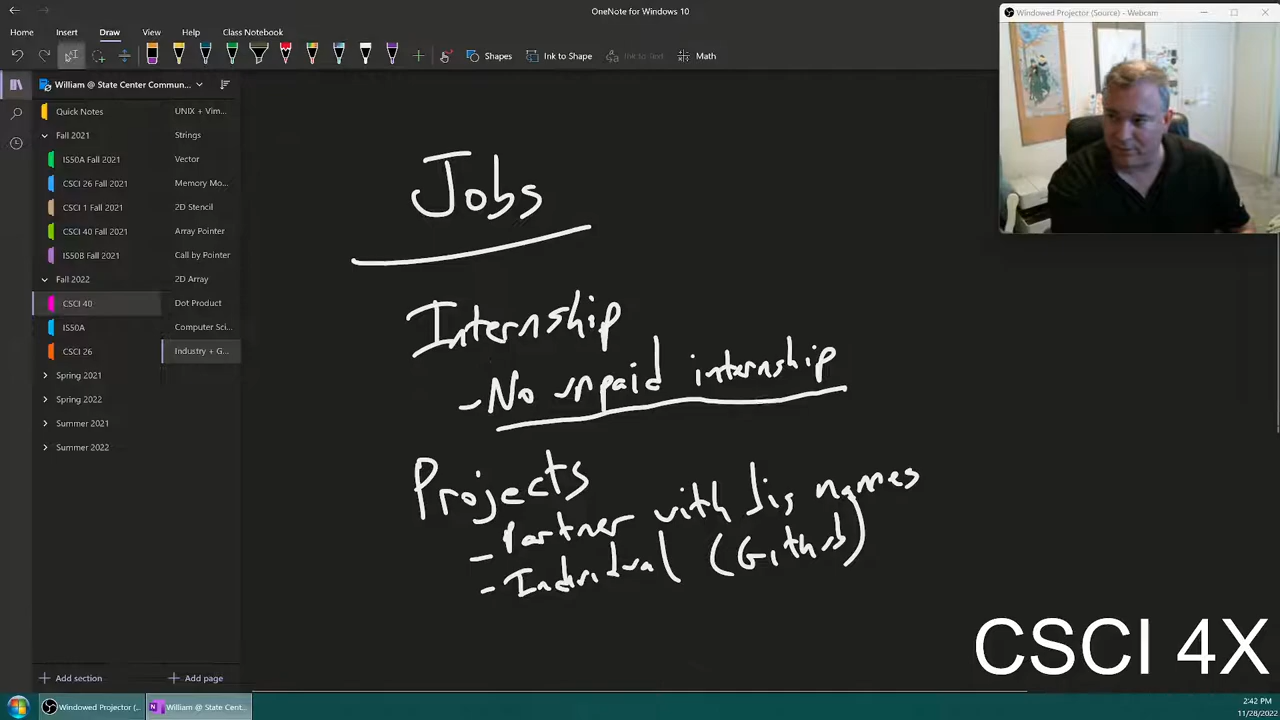 OneNote for Windows 10
Windowed Projector (Source) - Webcam
Home Insert Draw View Class Notebook
Shapes Ink to Shape Ink to Text Math
William @ State Center Commun...
Quick Notes
Fall 2021
IS50A Fall 2021
CSCI 26 Fall 2021
CSCI 1 Fall 2021
CSCI 40 Fall 2021
IS50B Fall 2021
Fall 2022
CSCI 40
IS50A
CSCI 26
Spring 2021
Spring 2022
Summer 2021
Summer 2022
UNIX + Vim...
Strings
Vector
Memory Mo...
2D Stencil
Array Pointer
Call by Pointer
2D Array
Dot Product
Computer Sci...
Industry + G...
Jobs
Internship
- No unpaid internship
Projects
- Partner with big names
- Individual (Github)
CSCI 4X
Add section
Add page
Windowed Projector (...
William @ State Cent...
2:42 PM
11/28/2022